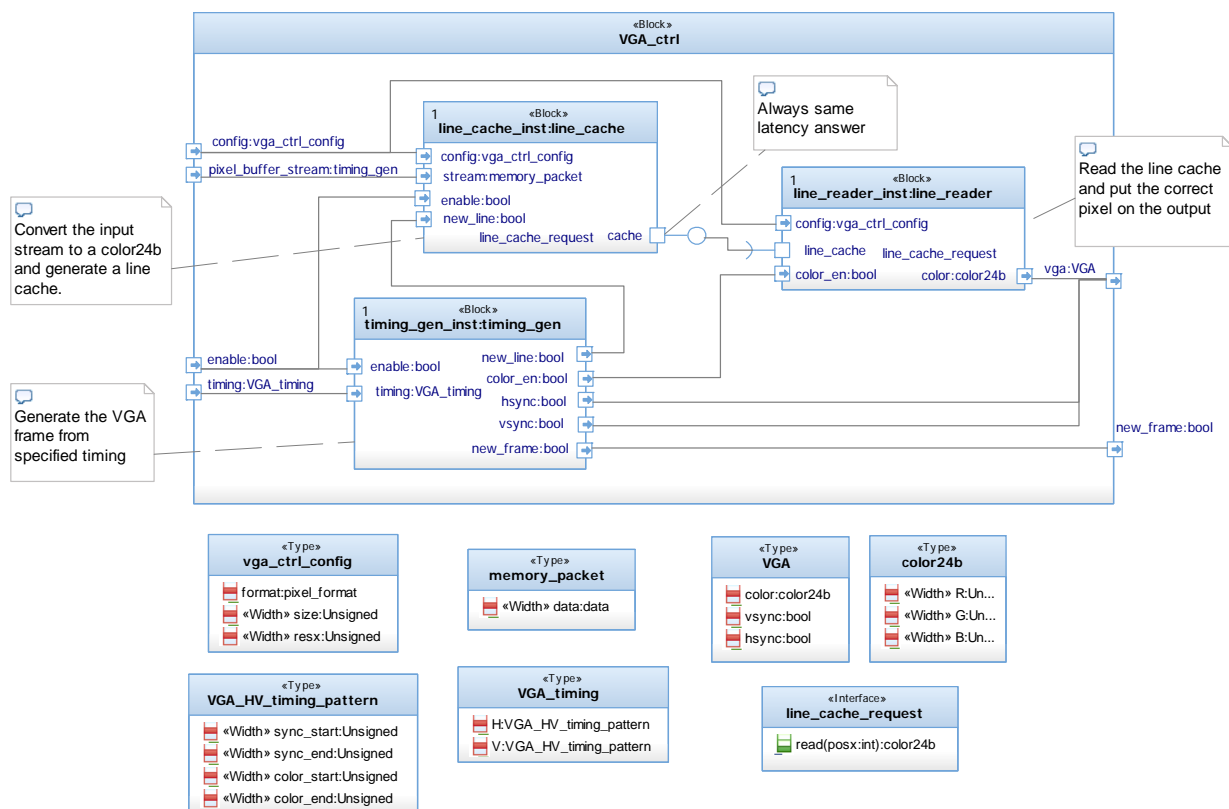 «Block»
VGA_ctrl
config:vga_ctrl_config
pixel_buffer_stream:timing_gen
enable:bool
timing:VGA_timing
1
«Block»
line_cache_inst:line_cache
config:vga_ctrl_config
stream:memory_packet
enable:bool
new_line:bool
line_cache_request
cache
Always same
latency answer
1
«Block»
line_reader_inst:line_reader
config:vga_ctrl_config
line_cache
line_cache_request
color_en:bool
color:color24b
vga:VGA
Read the line cache
and put the correct
pixel on the output
Convert the input
stream to a color24b
and generate a line
cache.
1
«Block»
timing_gen_inst:timing_gen
enable:bool
timing:VGA_timing
new_line:bool
color_en:bool
hsync:bool
vsync:bool
new_frame:bool
new_frame:bool
Generate the VGA
frame from
specified timing
«Type»
vga_ctrl_config
format:pixel_format
«Width» size:Unsigned
«Width» resx:Unsigned
«Type»
memory_packet
«Width» data:data
«Type»
VGA
color:color24b
vsync:bool
hsync:bool
«Type»
color24b
«Width» R:Un...
«Width» G:Un...
«Width» B:Un...
«Type»
VGA_HV_timing_pattern
«Width» sync_start:Unsigned
«Width» sync_end:Unsigned
«Width» color_start:Unsigned
«Width» color_end:Unsigned
«Type»
VGA_timing
H:VGA_HV_timing_pattern
V:VGA_HV_timing_pattern
«Interface»
line_cache_request
read(posx:int):color24b